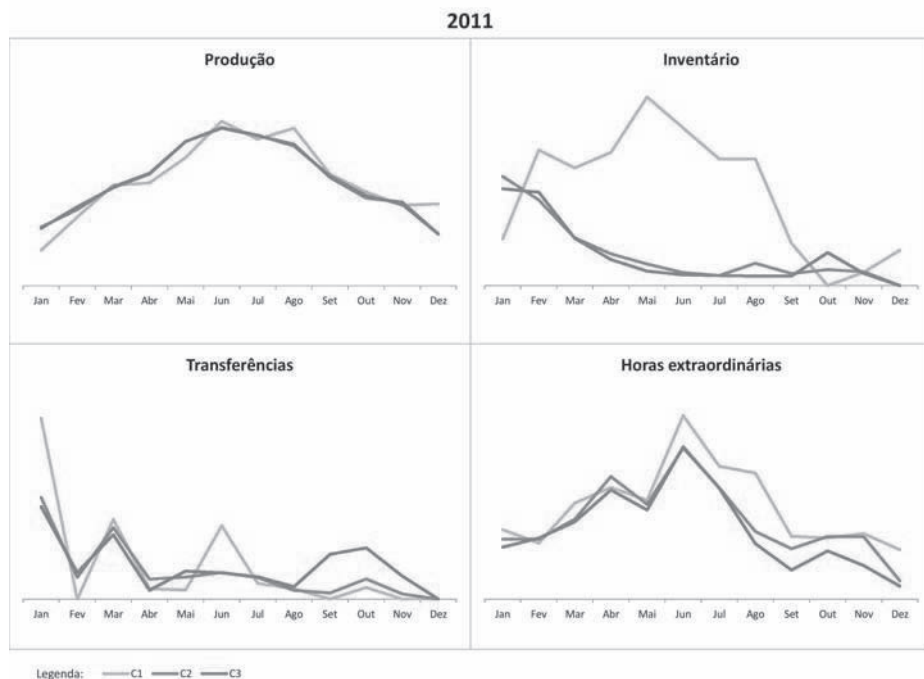 2011
Produção
Jan Fev Mar Abr Mai Jun Jul Ago Set Out Nov Dez
Inventário
Jan Fev Mar Abr Mai Jun Jul Ago Set Out Nov Dez
Transferências
Jan Fev Mar Abr Mai Jun Jul Ago Set Out Nov Dez
Horas extraordinárias
Jan Fev Mar Abr Mai Jun Jul Ago Set Out Nov Dez
Legenda: C1 C2 C3